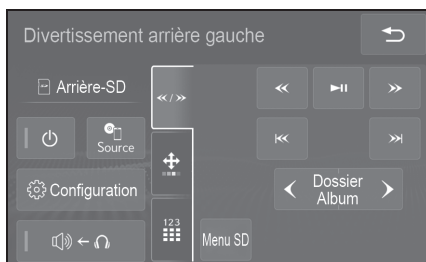 Divertissement arrière gauche
Arrière-SD
Source
Configuration
123
Dossier
Album
Menu SD